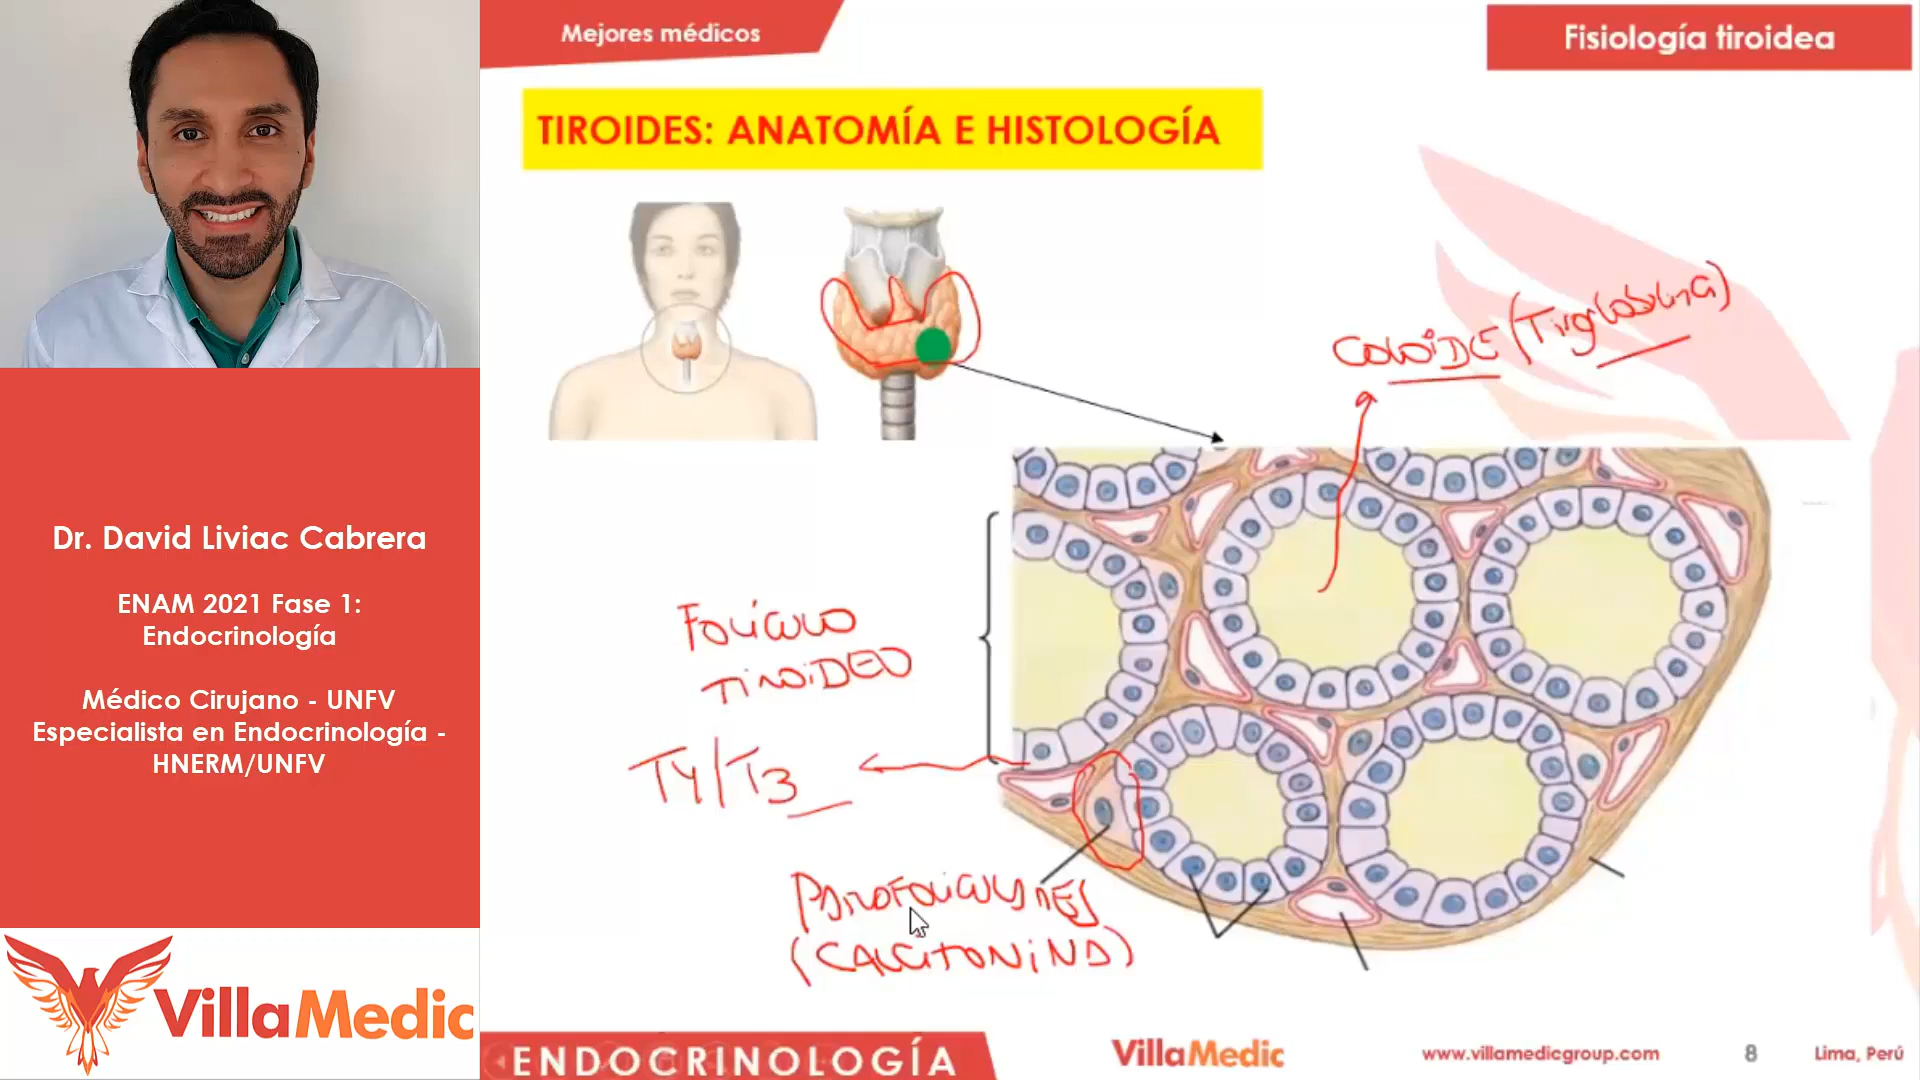 Mejores médicos
Fisiología tiroidea
TIROIDES: ANATOMÍA E HISTOLOGÍA
COLOIDE (Tiroglobulina)
FOLÍCULO
TIROIDEO
T4/T3
PARAFOLICULARES
(CALCITONINA)
Dr. David Liviac Cabrera
ENAM 2021 Fase 1:
Endocrinología
Médico Cirujano - UNFV
Especialista en Endocrinología -
HNERM/UNFV
VillaMedic
ENDOCRINOLOGÍA
VillaMedic
www.villamedicgroup.com
8
Lima, Perú